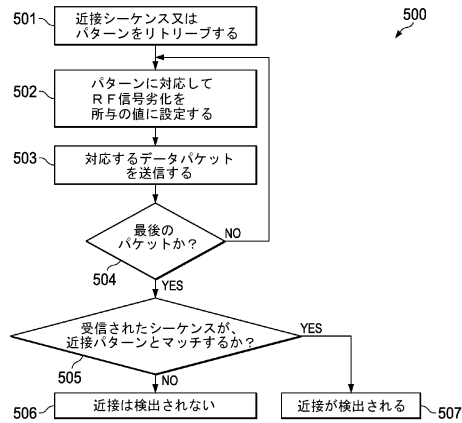 500
501
近接シーケンス又は
パターンをリトリーブする
502
パターンに対応して
RF信号劣化を
所与の値に設定する
503
対応するデータパケット
を送信する
最後の
パケットか？
NO
504
YES
受信されたシーケンスが、
近接パターンとマッチするか？
YES
505
NO
506
近接は検出されない
近接が検出される
507